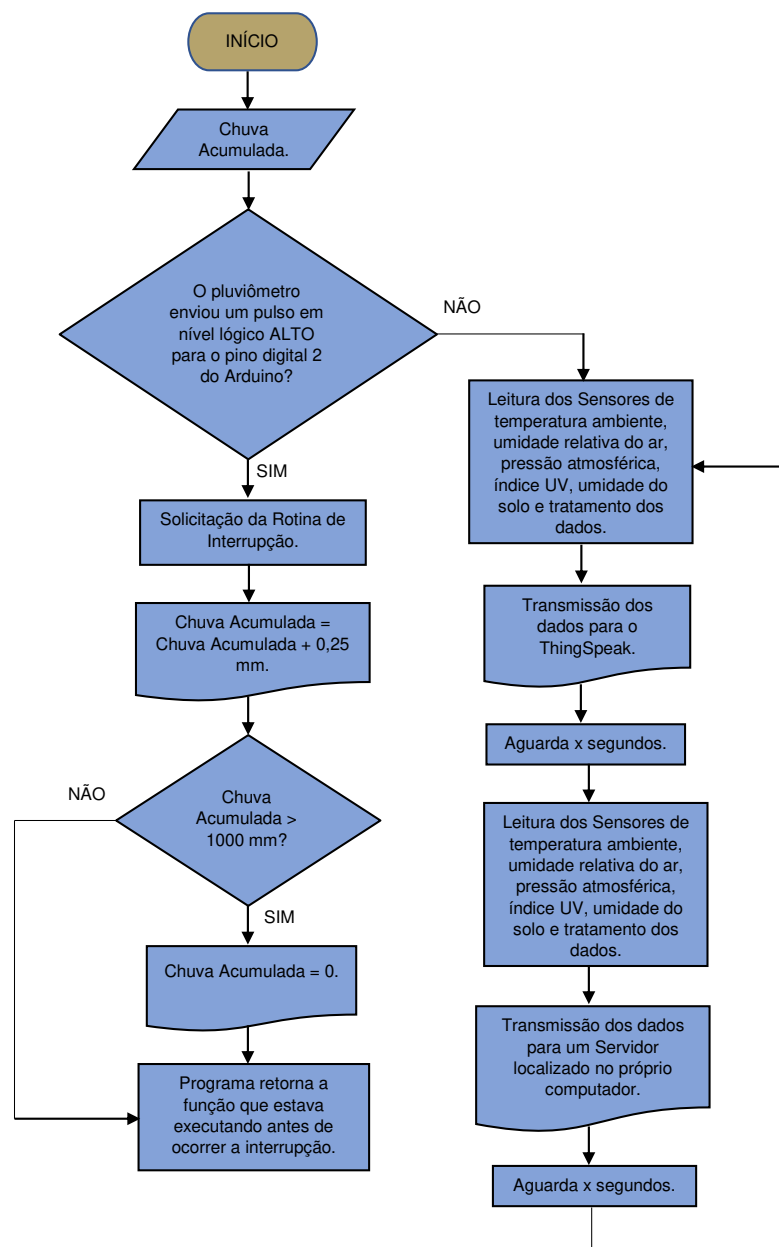 INÍCIO
Chuva
Acumulada.
O pluviômetro
enviou um pulso em
nível lógico ALTO
para o pino digital 2
do Arduino?
NÃO
SIM
Solicitação da Rotina de
Interrupção.
Chuva Acumulada =
Chuva Acumulada + 0,25
mm.
Chuva
Acumulada >
1000 mm?
NÃO
SIM
Chuva Acumulada = 0.
Programa retorna a
função que estava
executando antes de
ocorrer a interrupção.
Leitura dos Sensores de
temperatura ambiente,
umidade relativa do ar,
pressão atmosférica,
índice UV, umidade do
solo e tratamento dos
dados.
Transmissão dos
dados para o
ThingSpeak.
Aguarda x segundos.
Leitura dos Sensores de
temperatura ambiente,
umidade relativa do ar,
pressão atmosférica,
índice UV, umidade do
solo e tratamento dos
dados.
Transmissão dos dados
para um Servidor
localizado no próprio
computador.
Aguarda x segundos.